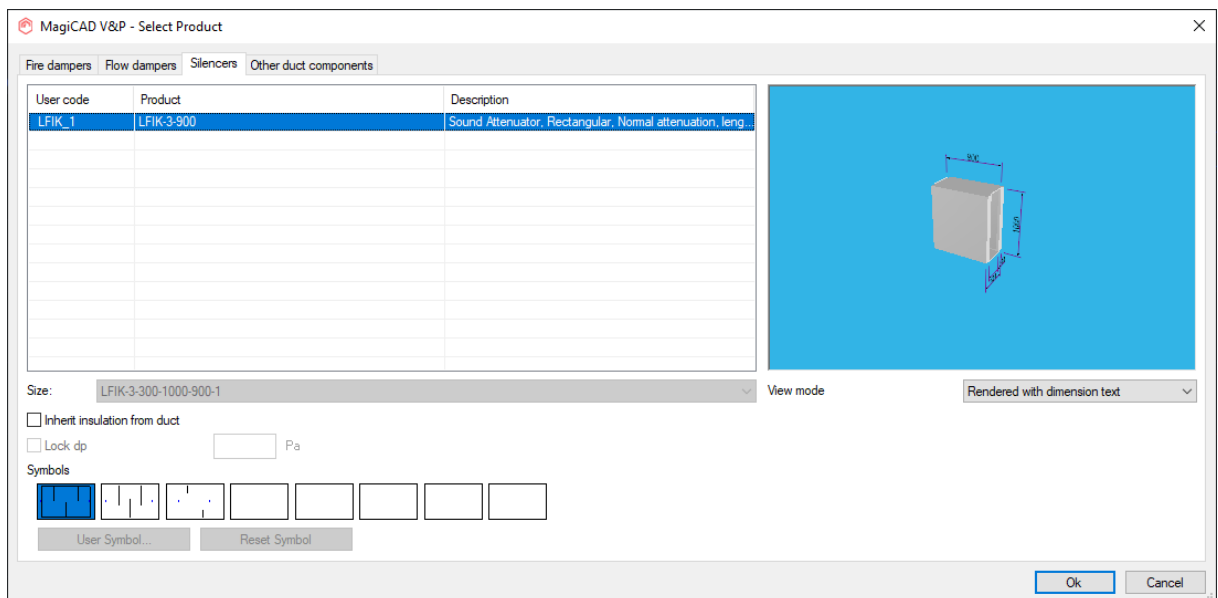 MagiCAD V&P - Select Product
Fire dampers Flow dampers Silencers Other duct components
User code Product Description
LFIK_1 LFIK-3-900 Sound Attenuator, Rectangular, Normal attenuation, leng...
900
1000
Size: LFIK-3-300-1000-900-1 View mode Rendered with dimension text
Inherit insulation from duct
Lock dp Pa
Symbols
User Symbol... Reset Symbol
Ok Cancel